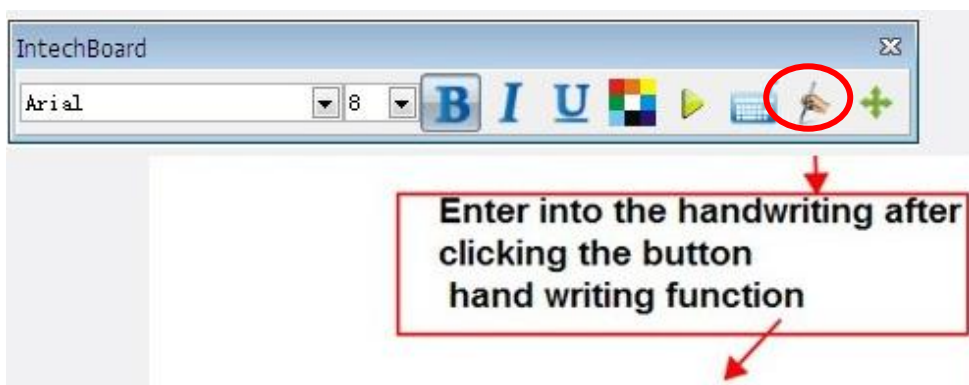 IntechBoard
Arial 8 B I U
Enter into the handwriting after
clicking the button
hand writing function